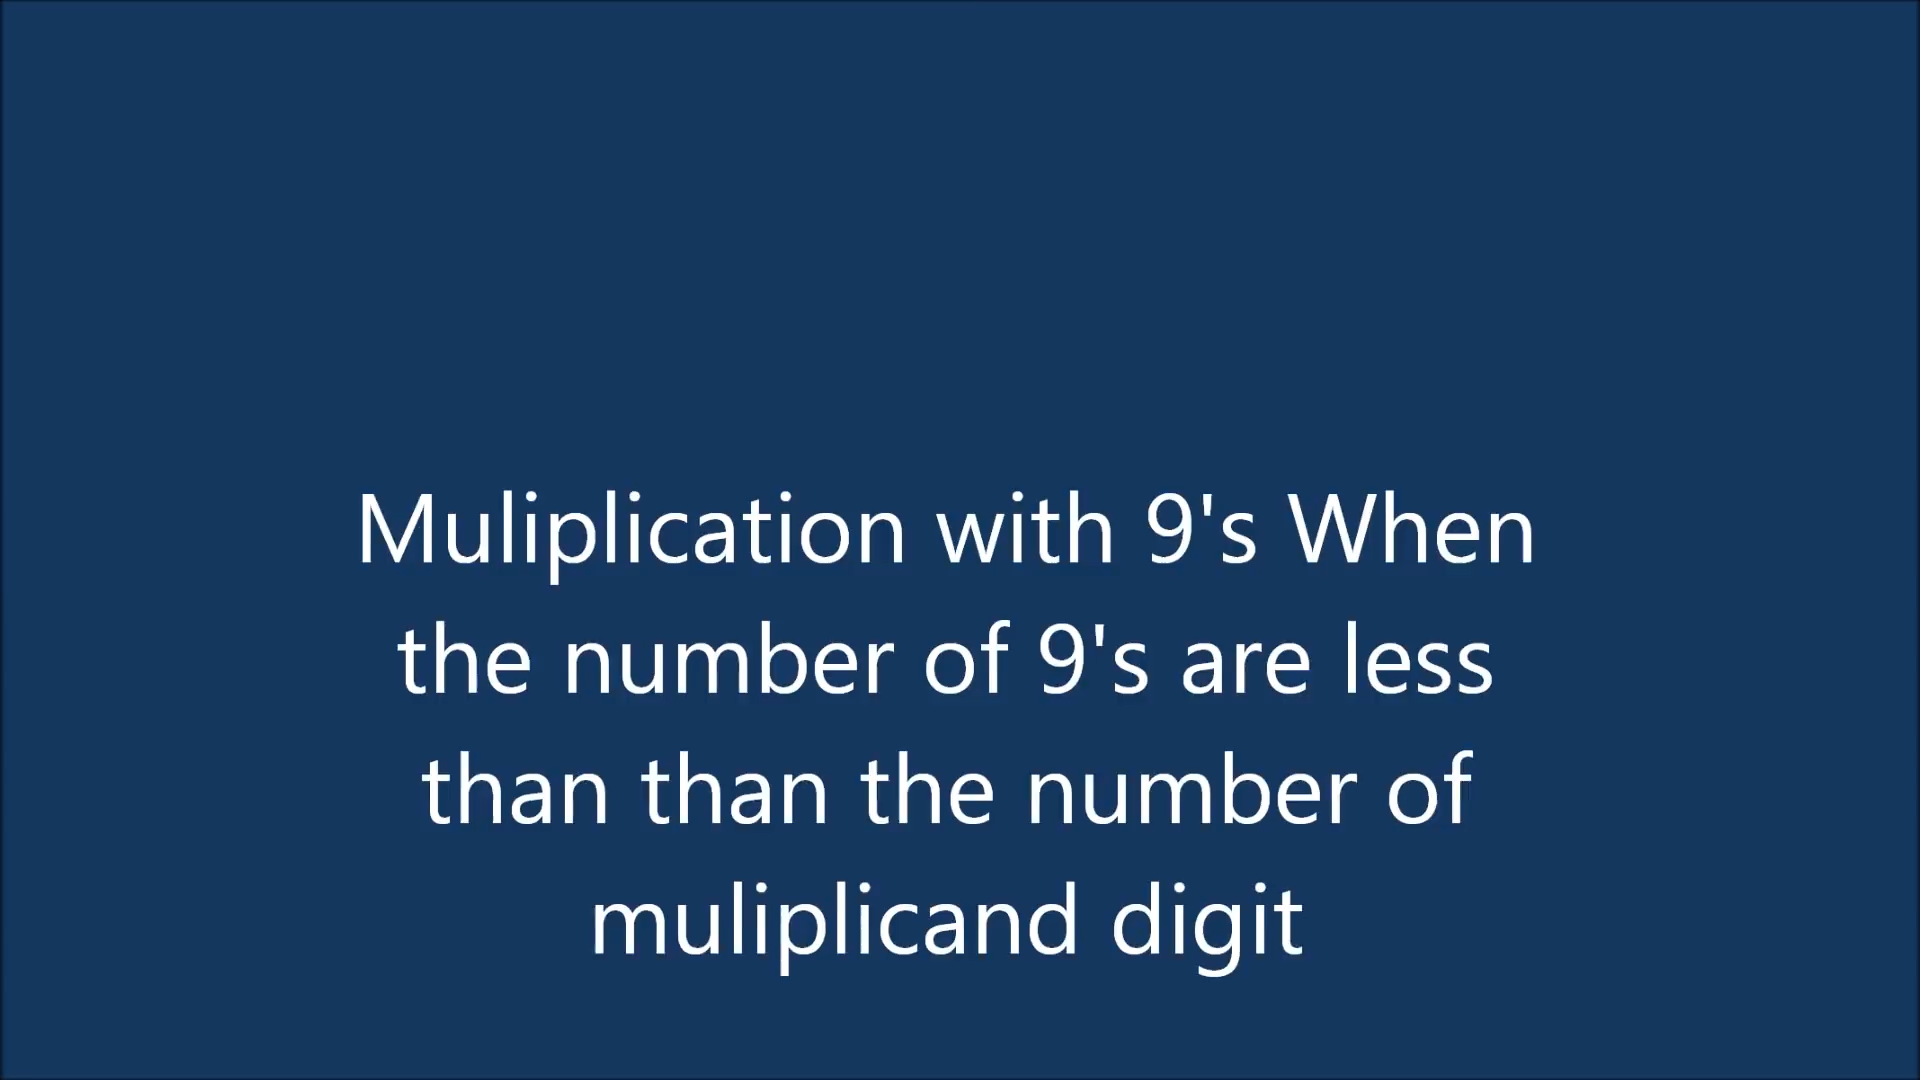 Muliplication with 9's When
the number of 9's are less
than than the number of
muliplicand digit